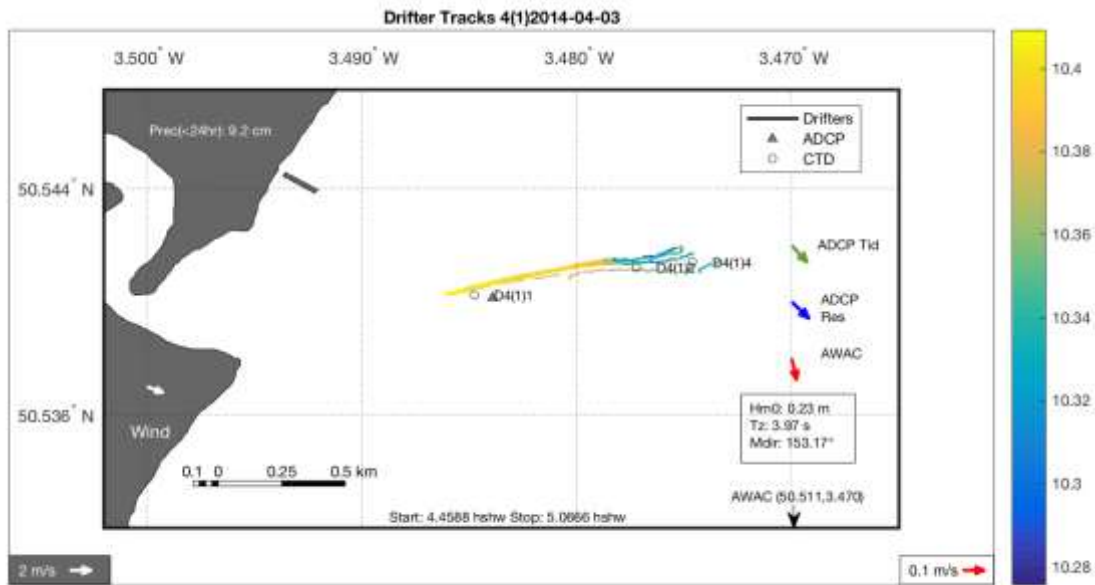 Drifter Tracks 4(1)2014-04-03
3.500° W
3.490° W
3.480° W
3.470° W
10.4
10.38
10.36
10.34
10.32
10.3
10.28
Prec(<24hr): 9.2 cm
Drifters
ADCP
CTD
50.544° N
50.536° N
D4(1)1
D4(1)4
ADCP Tid
ADCP
Res
AWAC
Hm0: 0.23 m
Tz: 3.97 s
Mdir: 153.17°
Wind
0.1 0 0.25 0.5 km
AWAC (50.511,3.470)
Start: 4.4588 hshw Stop: 5.0666 hshw
2 m/s
0.1 m/s